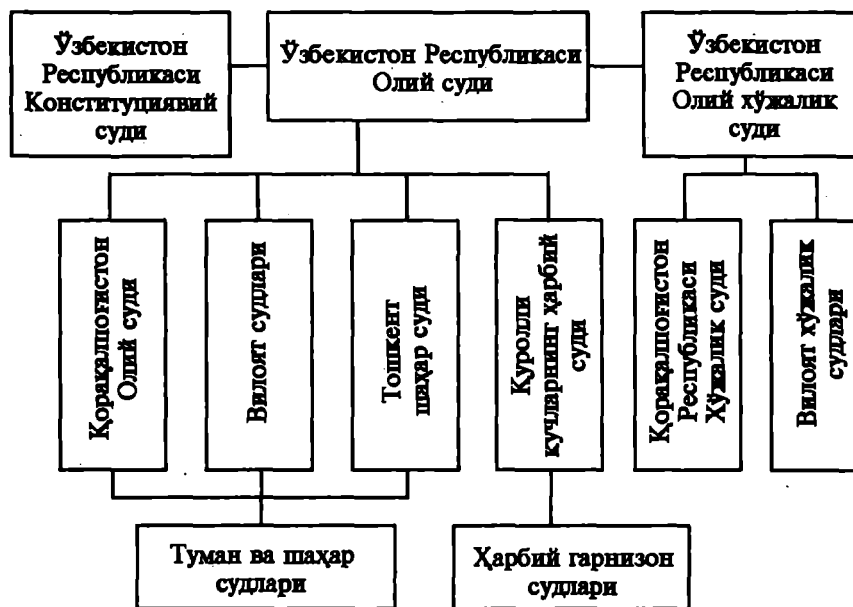 Ўзбекистон
Республикаси
Конституциявий
суди
Ўзбекистон Республикаси
Олий суди
Ўзбекистон
Республикаси
Олий хўжалик
суди
Қорақалпоғистон
Олий суди
Вилоят судлари
Тошкент
шаҳар суди
Қуролли
кучларнинг ҳарбий
суди
Қорақалпоғистон
Республикаси
Хўжалик суди
Вилоят хўжалик
судлари
Туман ва шаҳар
судлари
Ҳарбий гарнизон
судлари